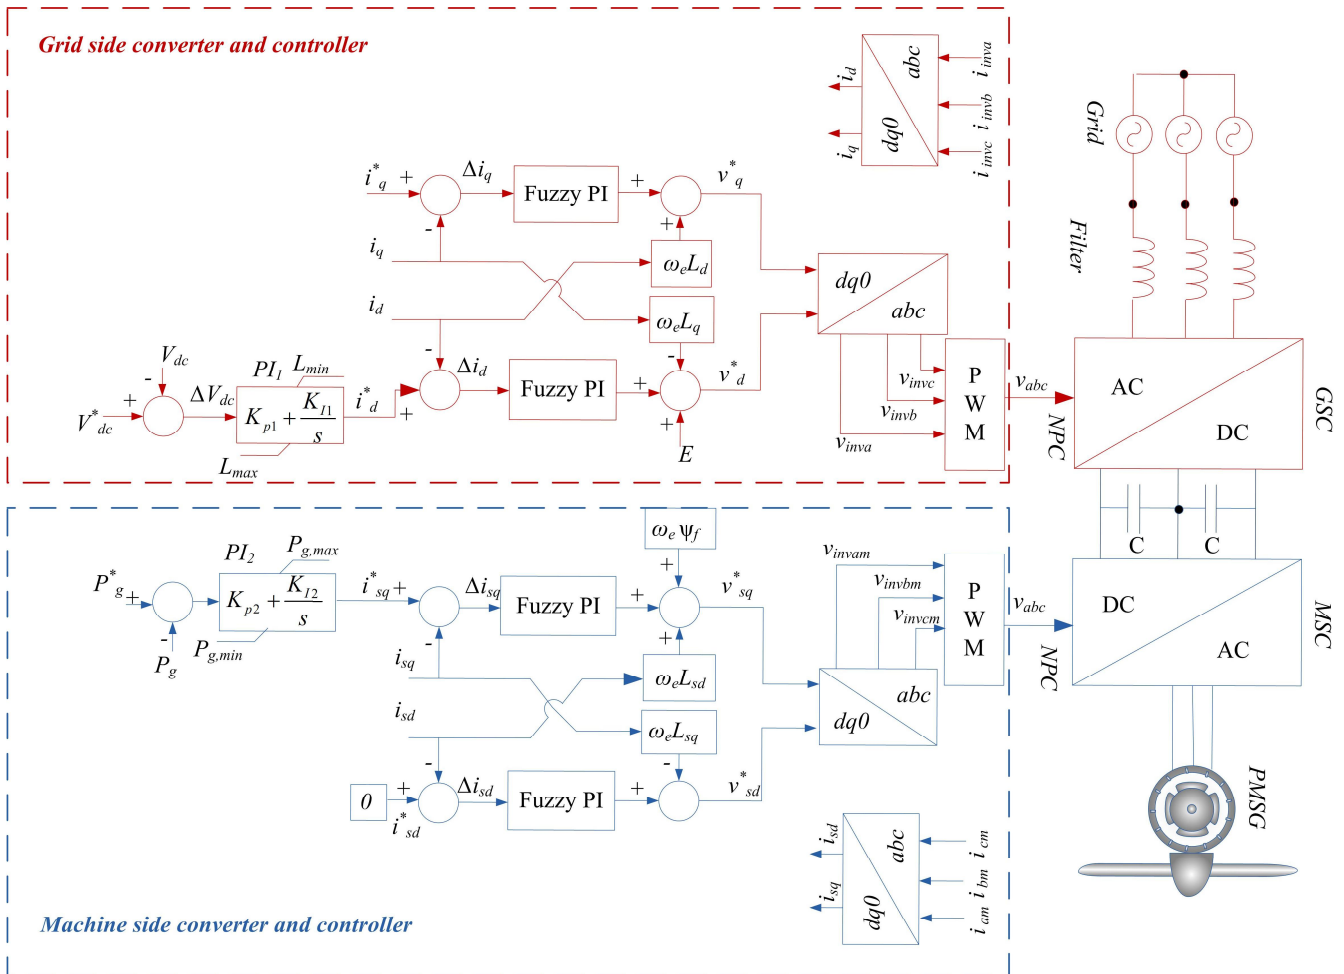 Grid side converter and controller
i_d
i_q
abc
dq0
i_inva
i_invb
i_invc
Grid
Filter
i*_q
+
-
Δi_q
Fuzzy PI
+
+
v*_q
i_q
ω_eL_d
i_d
ω_eL_q
dq0
abc
-
Δi_d
Fuzzy PI
+
-
+
v*_d
E
V_dc
-
+
V*_dc
ΔV_dc
PI_1
L_min
K_p1 + K_I1/s
L_max
i*_d
+
v_invc
v_invb
v_inva
P
W
M
v_abc
NPC
AC
DC
GSC
C
C
P*_g
+
-
P_g
PI_2
P_g,max
K_p2 + K_I2/s
P_g,min
i*_sq
+
-
Δi_sq
Fuzzy PI
+
ω_e ψ_f
+
+
v*_sq
i_sq
ω_eL_sd
i_sd
ω_eL_sq
-
0
+
i*_sd
Δi_sd
Fuzzy PI
+
-
v*_sd
abc
dq0
v_invam
v_invbm
v_invcm
P
W
M
v_abc
NPC
DC
AC
MSC
PMSG
i_sd
i_sq
abc
dq0
i_cm
i_bm
i_am
Machine side converter and controller